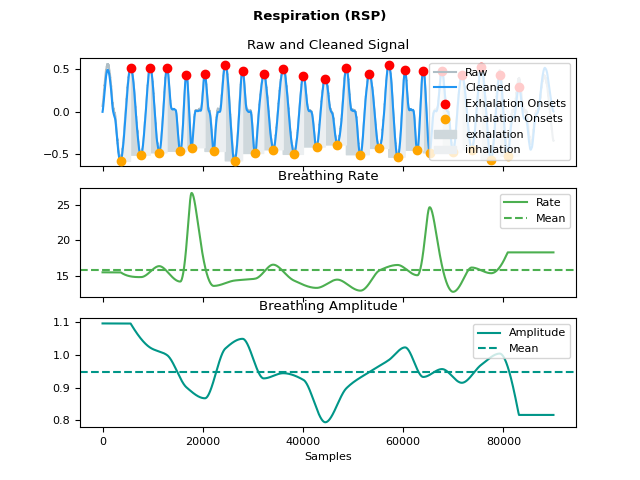 Respiration (RSP)
Raw and Cleaned Signal
0.5
0.0
−0.5
Raw
Cleaned
Exhalation Onsets
Inhalation Onsets
exhalation
inhalation
Breathing Rate
25
20
15
Rate
Mean
Breathing Amplitude
1.1
1.0
0.9
0.8
Amplitude
Mean
0 20000 40000 60000 80000
Samples